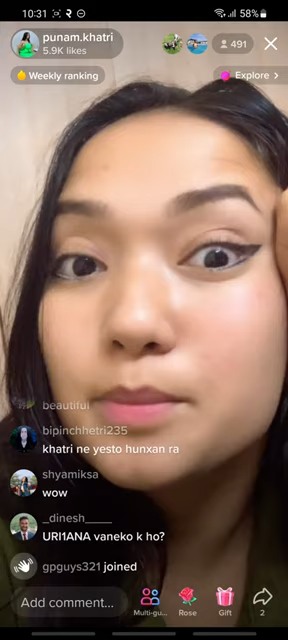 10:31
58%
punam.khatri
5.9K likes
491
Weekly ranking
Explore >
beautiful
bipinchhetri235
khatri ne yesto hunxan ra
shyamiksa
wow
_dinesh____
URI1ANA vaneko k ho?
gpguys321 joined
Add comment...
Multi-gu...
Rose
Gift
2